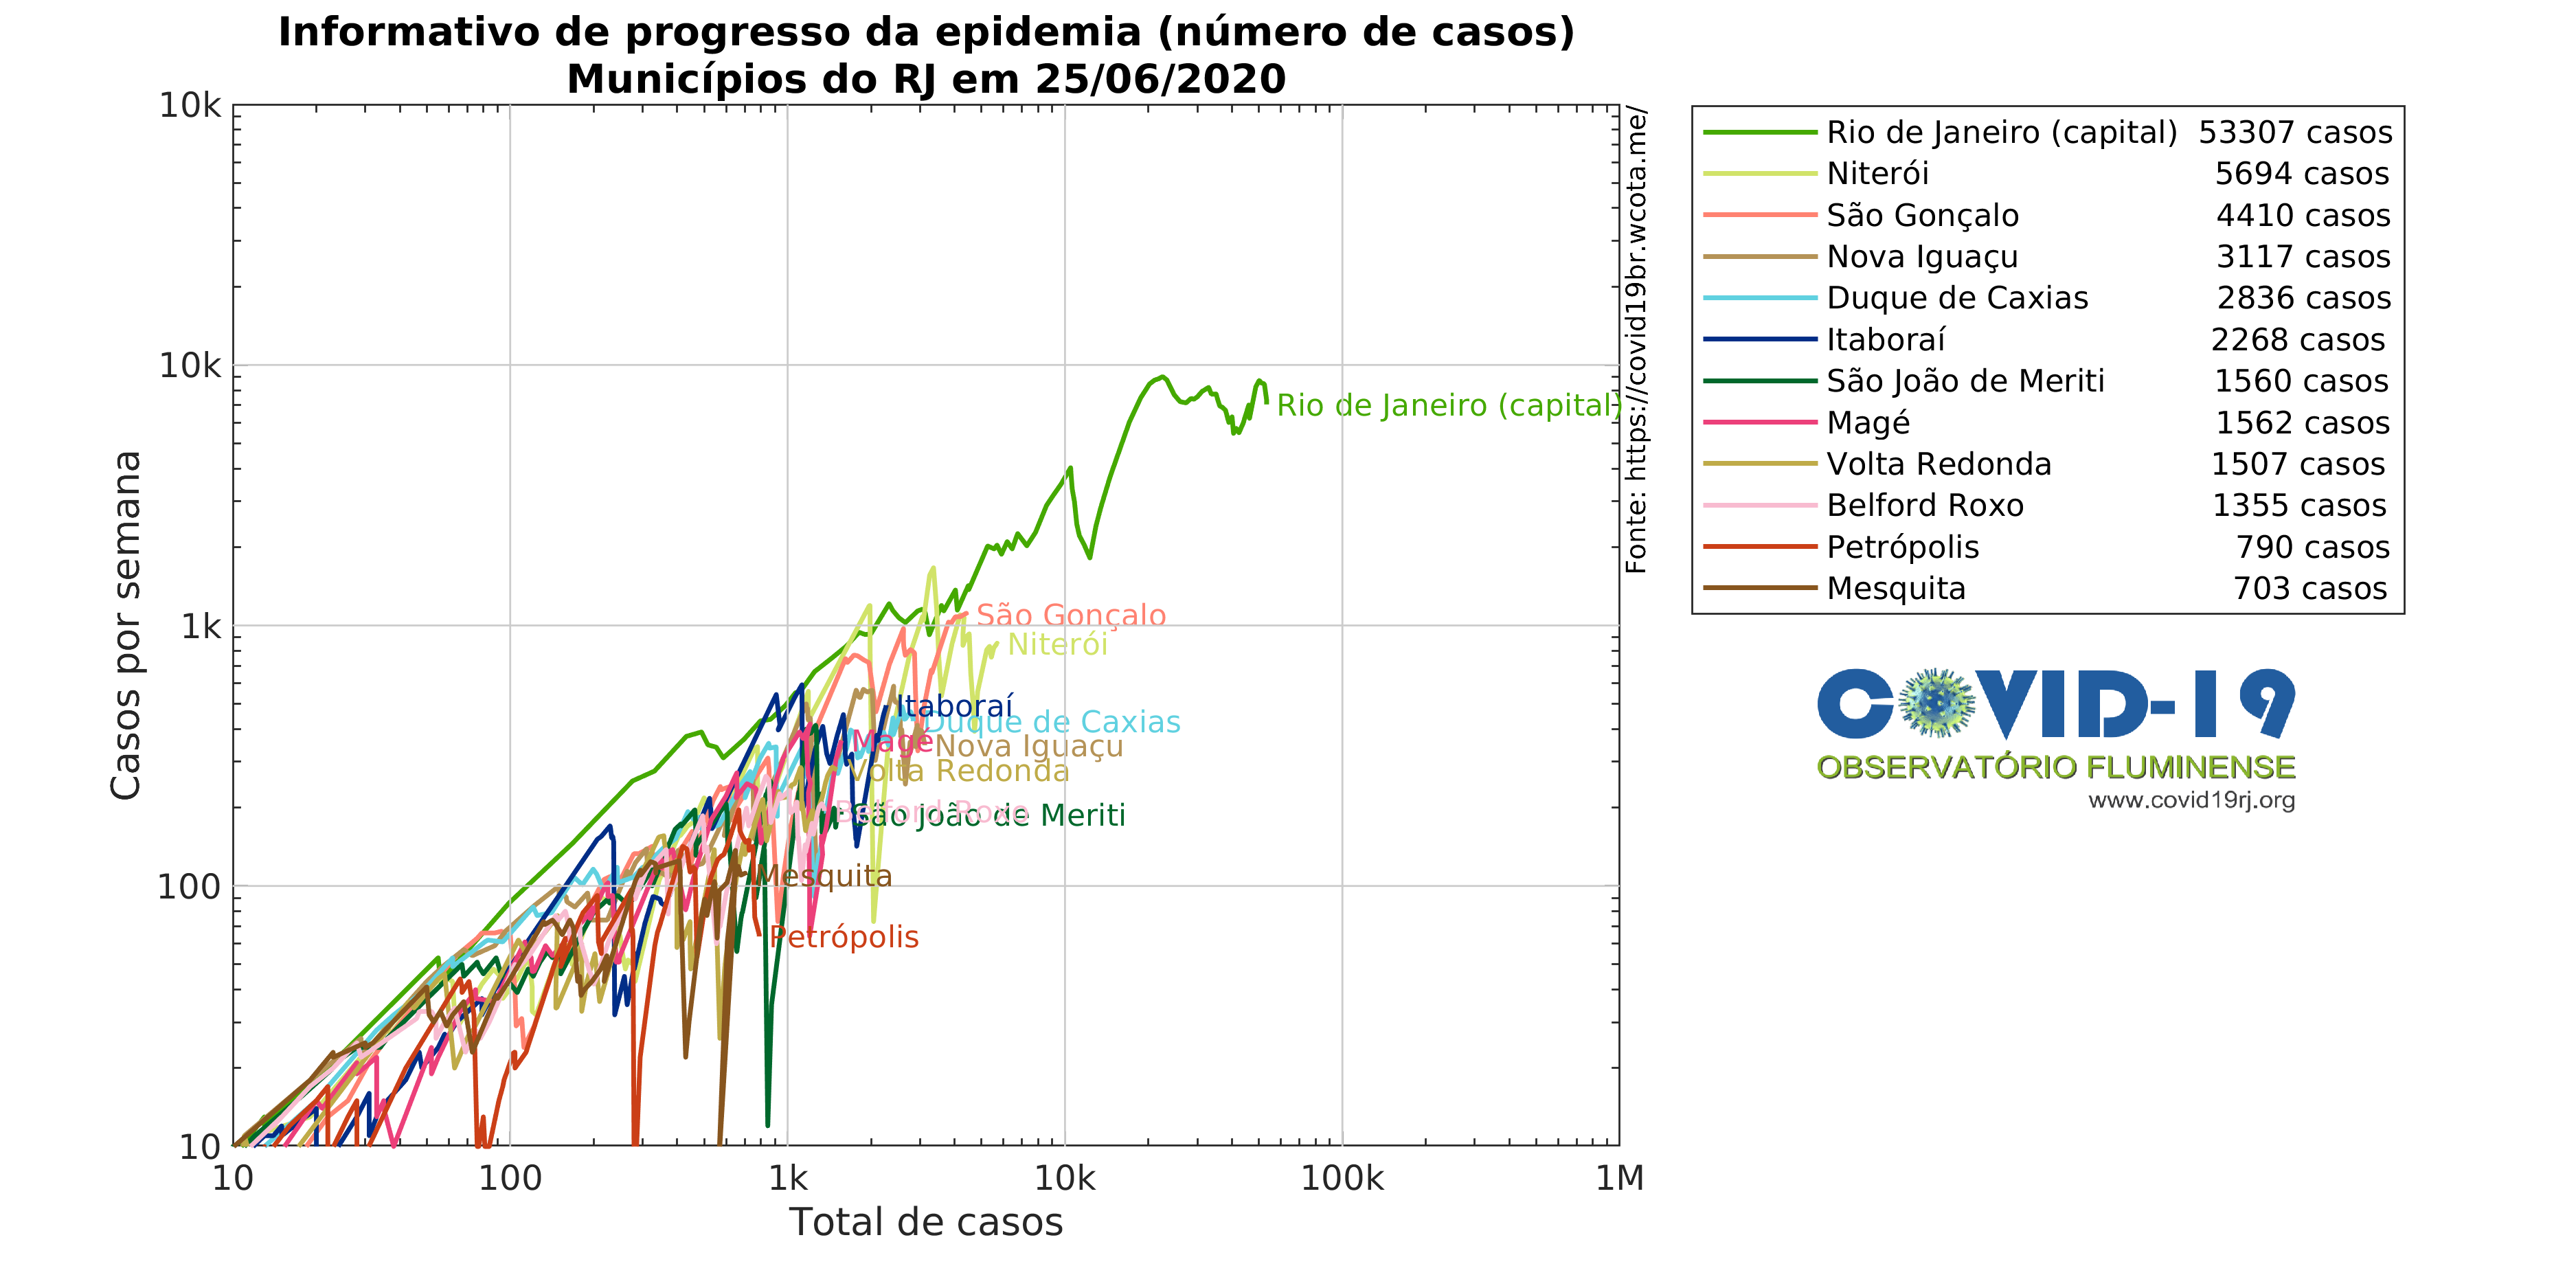 Informativo de progresso da epidemia (número de casos)
Municípios do RJ em 25/06/2020
10k
10k
1k
100
10
Casos por semana
10
100
1k
10k
100k
1M
Total de casos
Rio de Janeiro (capital)
São Gonçalo
Niterói
Itaboraí
Duque de Caxias
Magé
Nova Iguaçu
Volta Redonda
Belford Roxo
São João de Meriti
Mesquita
Petrópolis
Fonte: https://covid19br.wcota.me/
Rio de Janeiro (capital) 53307 casos
Niterói 5694 casos
São Gonçalo 4410 casos
Nova Iguaçu 3117 casos
Duque de Caxias 2836 casos
Itaboraí 2268 casos
São João de Meriti 1560 casos
Magé 1562 casos
Volta Redonda 1507 casos
Belford Roxo 1355 casos
Petrópolis 790 casos
Mesquita 703 casos
COVID-19
OBSERVATÓRIO FLUMINENSE
www.covid19rj.org